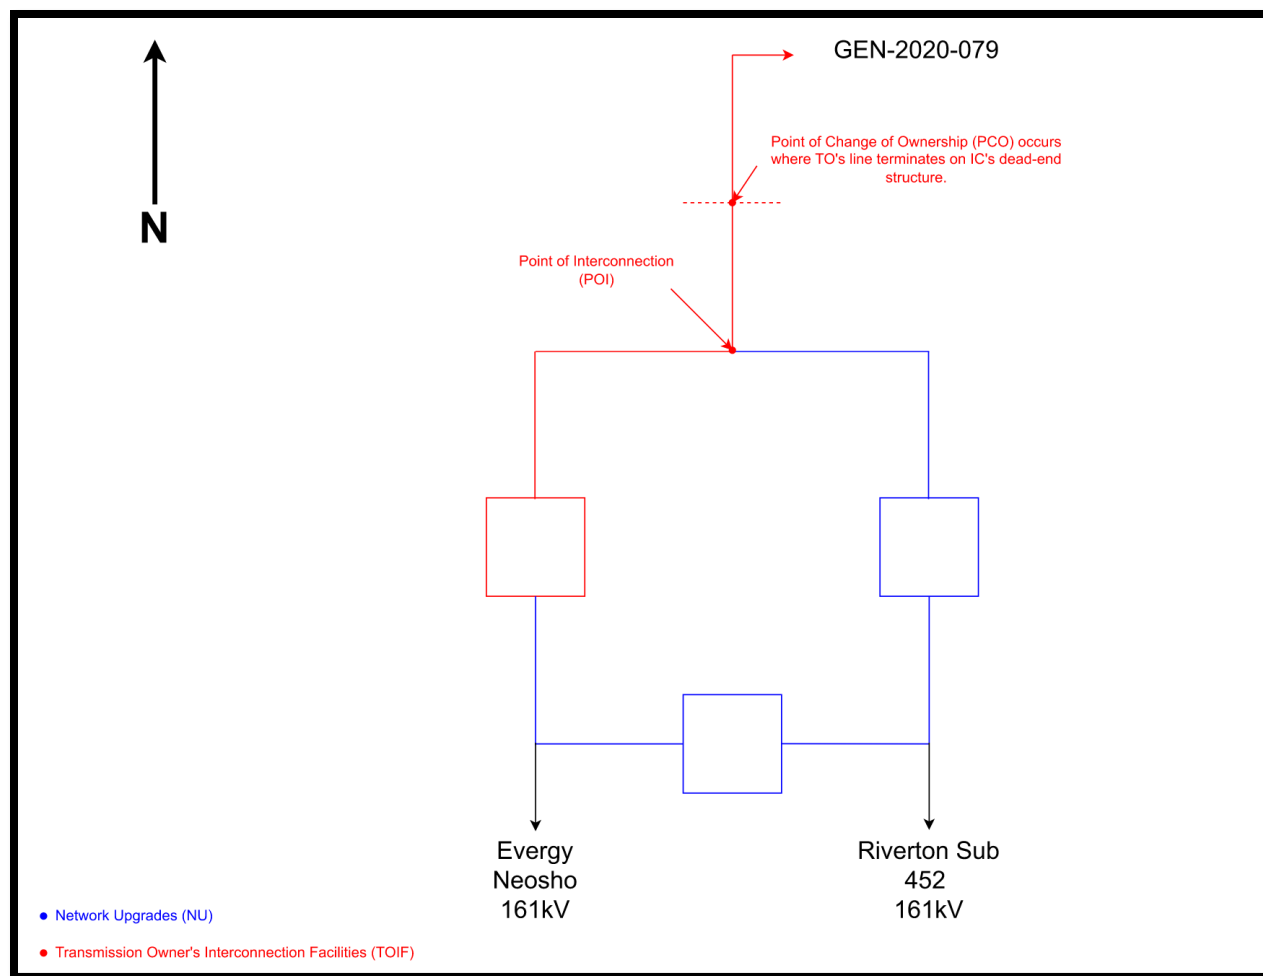 GEN-2020-079
Point of Change of Ownership (PCO) occurs
where TO's line terminates on IC's dead-end
structure.
N
Point of Interconnection
(POI)
Evergy
Neosho
161kV
Riverton Sub
452
161kV
Network Upgrades (NU)
Transmission Owner's Interconnection Facilities (TOIF)